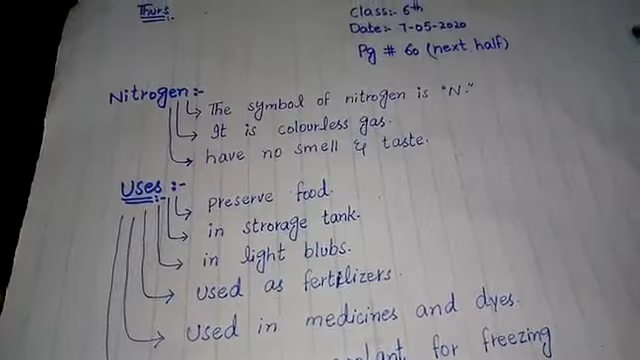 Thurs
Class:- 6th
Date:- 7-05-2020
Pg # 60 (next half)
Nitrogen:-
The symbol of nitrogen is "N."
It is colourless gas.
have no smell & taste.
Uses :-
preserve food.
in strorage tank.
in light blubs.
used as fertilizers.
used in medicines and dyes.
coolant for freezing